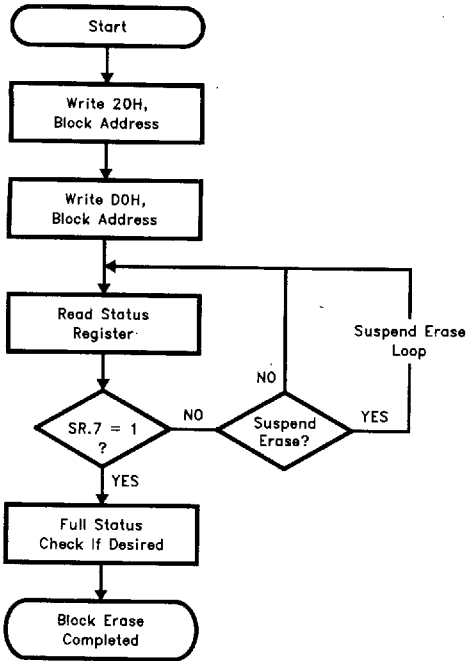 Start
Write 20H,
Block Address
Write D0H,
Block Address
Read Status
Register
Suspend Erase
Loop
NO
SR.7 = 1
?
NO
Suspend
Erase?
YES
YES
Full Status
Check If Desired
Block Erase
Completed